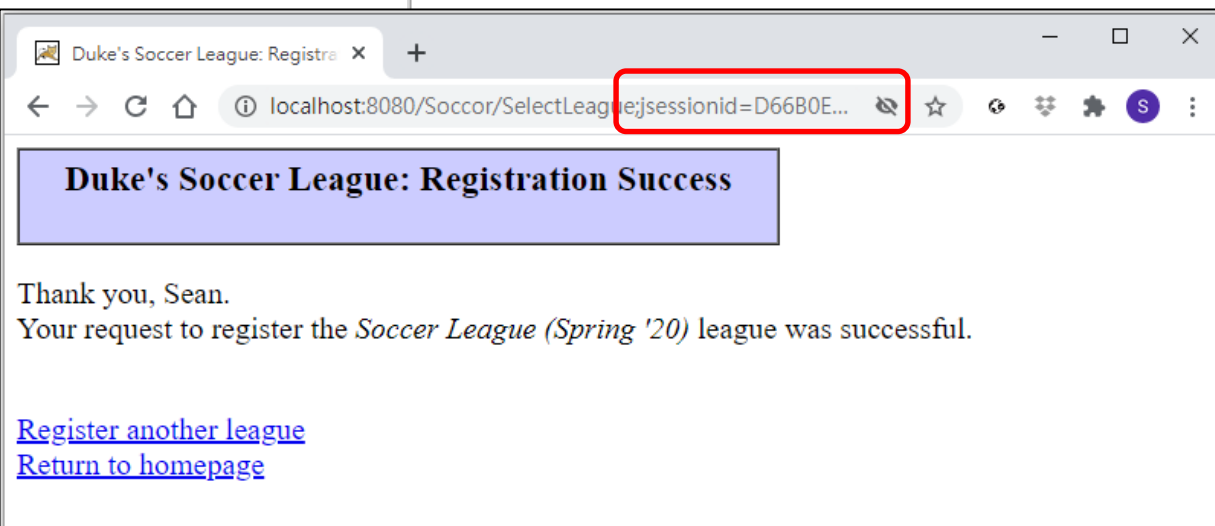 Duke's Soccer League: Registra
localhost:8080/Soccor/SelectLeague;jsessionid=D66B0E...
S
Duke's Soccer League: Registration Success
Thank you, Sean.
Your request to register the Soccer League (Spring '20) league was successful.
Register another league
Return to homepage